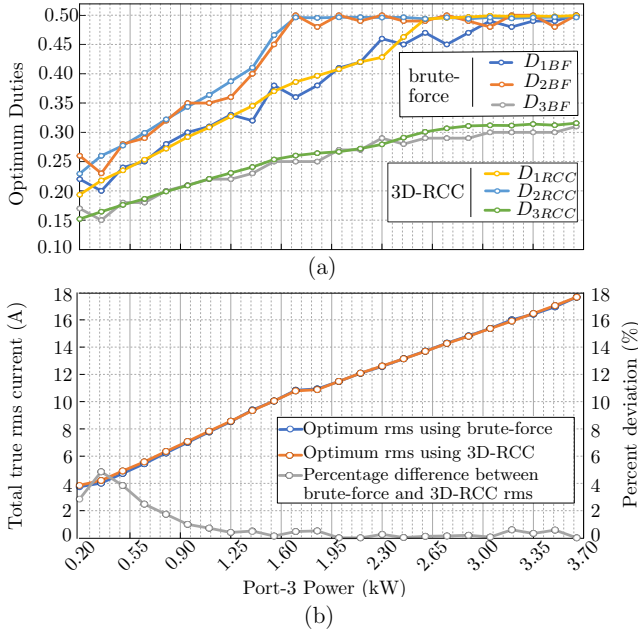 Optimum Duties
0.50
0.45
0.40
0.35
0.30
0.25
0.20
0.15
0.10
brute-
force
D1BF
D2BF
D3BF
3D-RCC
D1RCC
D2RCC
D3RCC
(a)
Total true rms current (A)
18
16
14
12
10
8
6
4
2
0
Optimum rms using brute-force
Optimum rms using 3D-RCC
Percentage difference between
brute-force and 3D-RCC rms
18
16
14
12
10
8
6
4
2
0
Percent deviation (%)
0.20 0.55 0.90 1.25 1.60 1.95 2.30 2.65 3.00 3.35 3.70
Port-3 Power (kW)
(b)